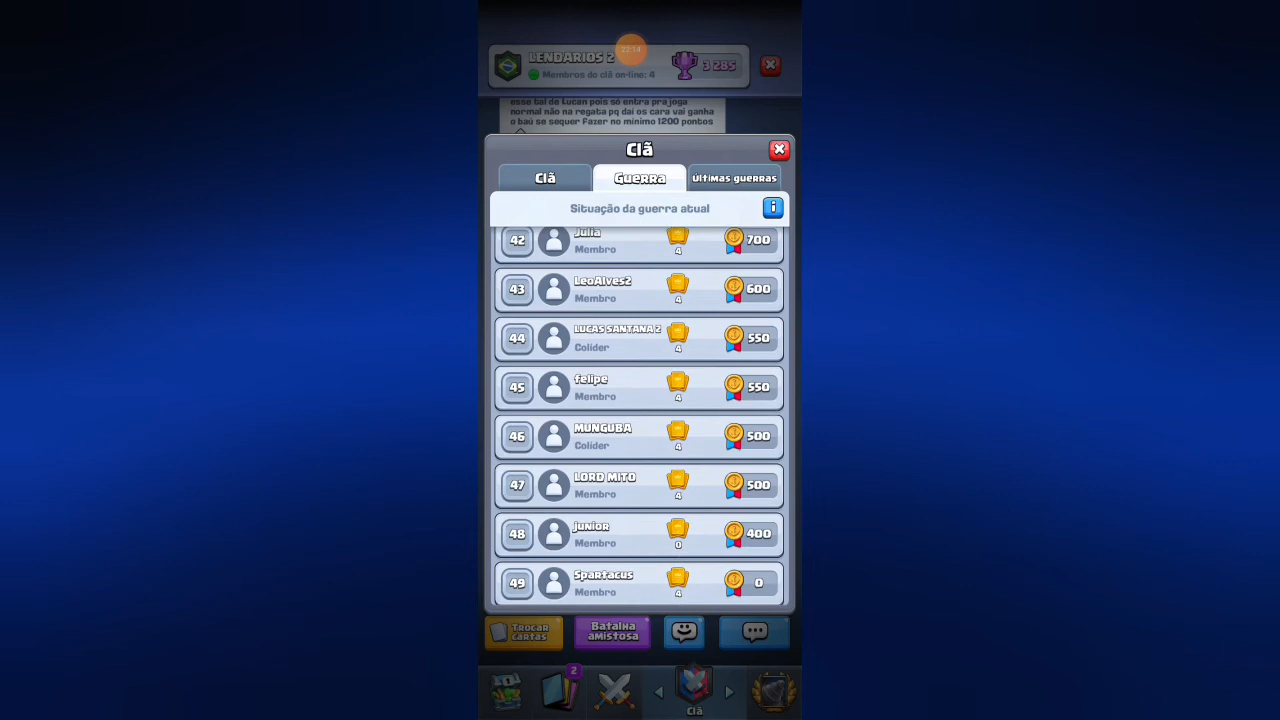 LENDARIOS 2
22:14
3 285
Membros do clã on-line: 4
esse tal de Lucan pois só entra pra joga
normal não na regata pq daí os cara vai ganha
o baú se sequer Fazer no mínimo 1200 pontos
Clã
Clã
Guerra
Últimas guerras
Situação da guerra atual
i
42 Julia 4 700
Membro
43 LeoAlves2 4 600
Membro
44 LUCAS SANTANA 2 4 550
Colíder
45 felipe 4 550
Membro
46 MUNGUBA 4 500
Colíder
47 LORD MITO 4 500
Membro
48 junior 0 400
Membro
49 Spartacus 4 0
Membro
Trocar
cartas
Batalha
amistosa
2
Clã